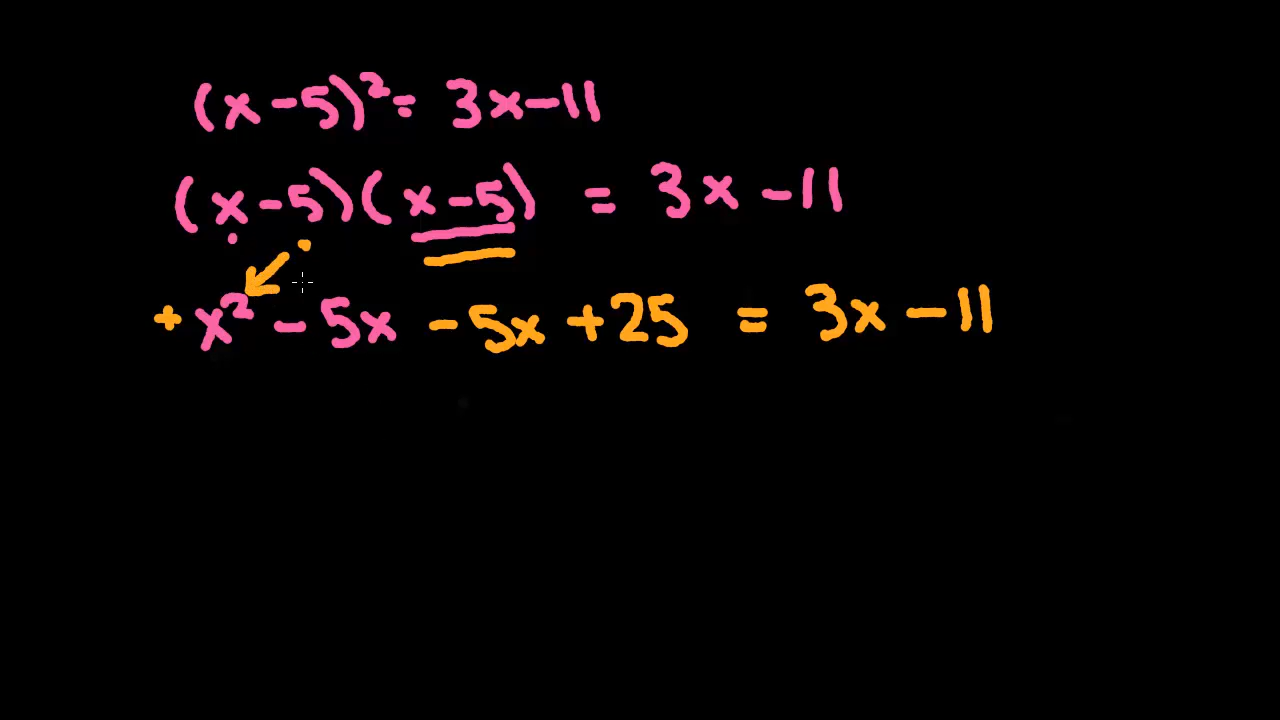 (x-5)² = 3x-11
(x-5)(x-5) = 3x-11
+x² - 5x - 5x + 25 = 3x - 11